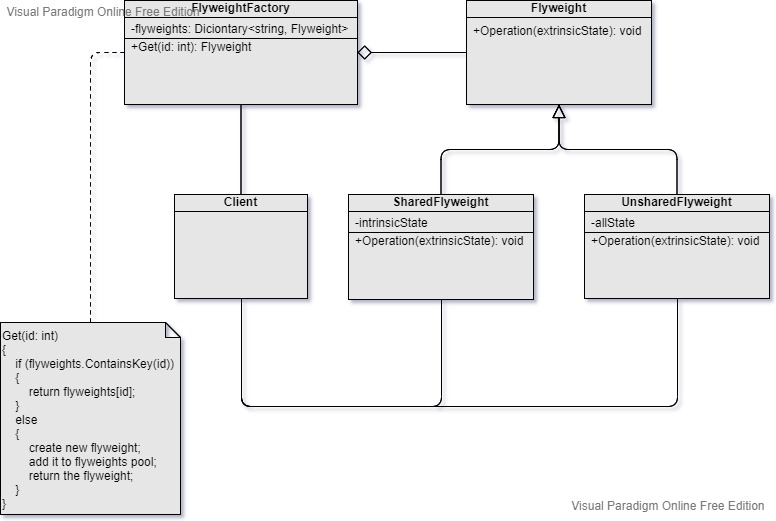 Visual Paradigm Online Free Edition
FlyweightFactory
-flyweights: Diciontary<string, Flyweight>
+Get(id: int): Flyweight
Flyweight
+Operation(extrinsicState): void
Client
SharedFlyweight
-intrinsicState
+Operation(extrinsicState): void
UnsharedFlyweight
-allState
+Operation(extrinsicState): void
Get(id: int)
{
if (flyweights.ContainsKey(id))
{
return flyweights[id];
}
else
{
create new flyweight;
add it to flyweights pool;
return the flyweight;
}
}
Visual Paradigm Online Free Edition